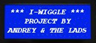 *** I-WIGGLE ***
PROJECT BY
ANDREY & THE LADS